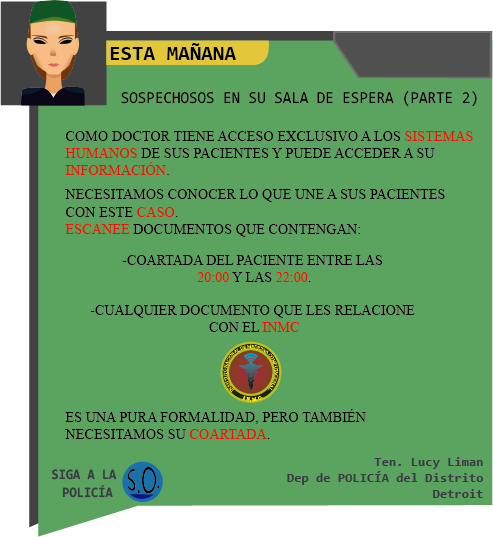 ESTA MAÑANA
SOSPECHOSOS EN SU SALA DE ESPERA (PARTE 2)
COMO DOCTOR TIENE ACCESO EXCLUSIVO A LOS SISTEMAS
HUMANOS DE SUS PACIENTES Y PUEDE ACCEDER A SU
INFORMACIÓN.
NECESITAMOS CONOCER LO QUE UNE A SUS PACIENTES
CON ESTE CASO.
ESCANEE DOCUMENTOS QUE CONTENGAN:
-COARTADA DEL PACIENTE ENTRE LAS
20:00 Y LAS 22:00.
-CUALQUIER DOCUMENTO QUE LES RELACIONE
CON EL INMC
I.N.M.C.
ES UNA PURA FORMALIDAD, PERO TAMBIÉN
NECESITAMOS SU COARTADA.
SIGA A LA
POLICÍA
S.O.
Ten. Lucy Liman
Dep de POLICÍA del Distrito
Detroit